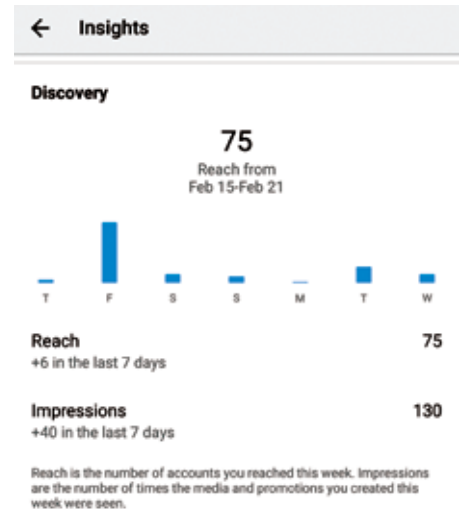 ← Insights
Discovery
75
Reach from
Feb 15-Feb 21
T F S S M T W
Reach 75
+6 in the last 7 days
Impressions 130
+40 in the last 7 days
Reach is the number of accounts you reached this week. Impressions
are the number of times the media and promotions you created this
week were seen.